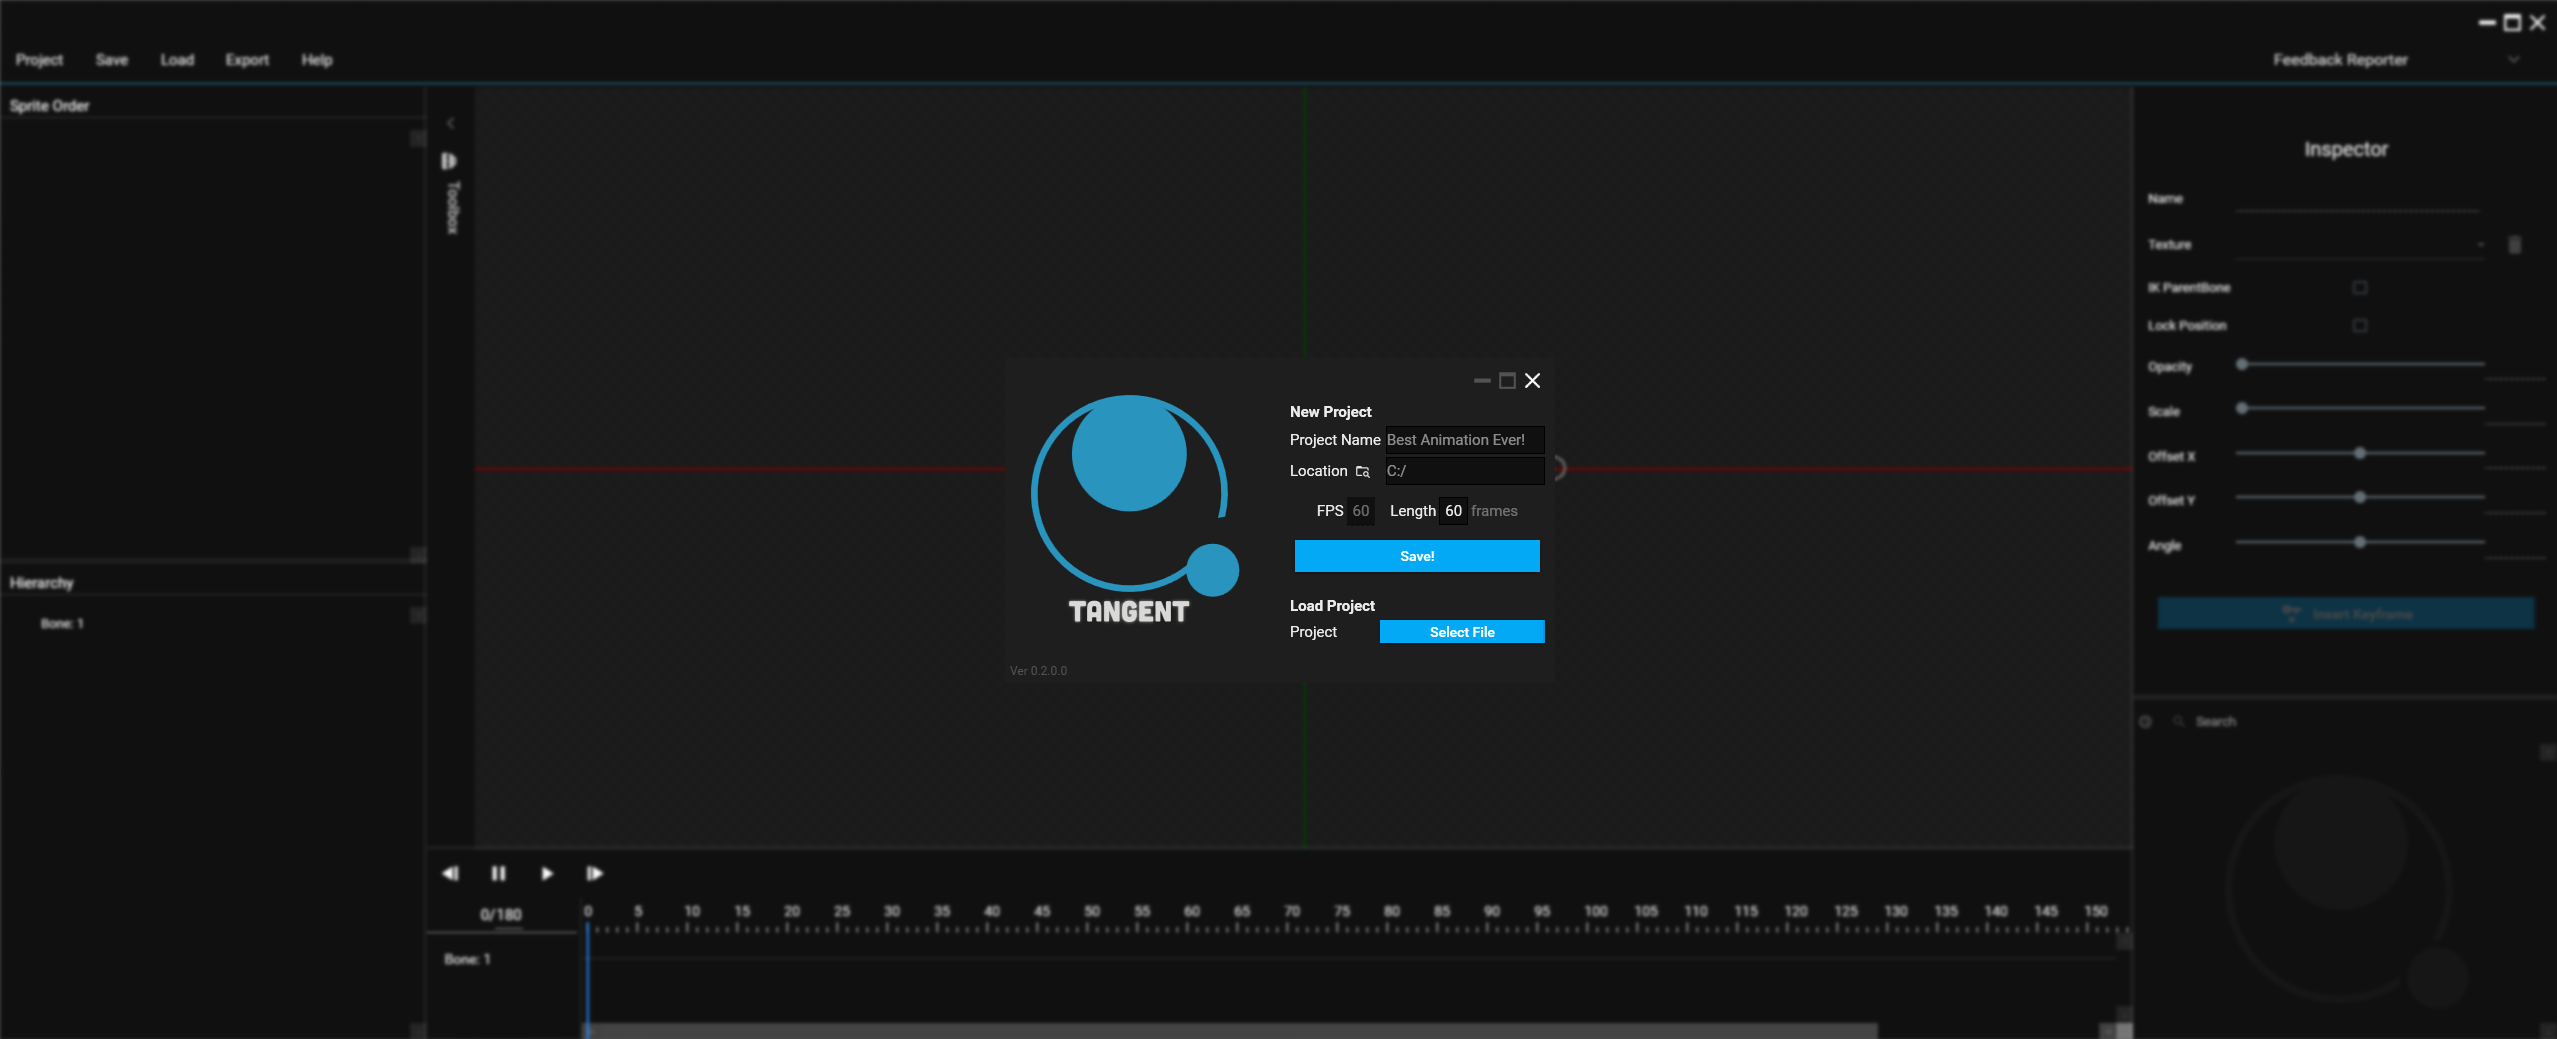 Project Save Load Export Help Feedback Reporter
Sprite Order
Toolbox
Inspector
Name
Texture
IK ParentBone
Lock Position
Opacity
Scale
Offset X
Offset Y
Angle
Insert Keyframe
New Project
Project Name Best Animation Ever!
Location C:/
FPS 60 Length 60 frames
Save!
TANGENT
Load Project
Project Select File
Ver 0.2.0.0
Hierarchy
Bone: 1
Search
0/180 0 5 10 15 20 25 30 35 40 45 50 55 60 65 70 75 80 85 90 95 100 105 110 115 120 125 130 135 140 145 150
Bone: 1